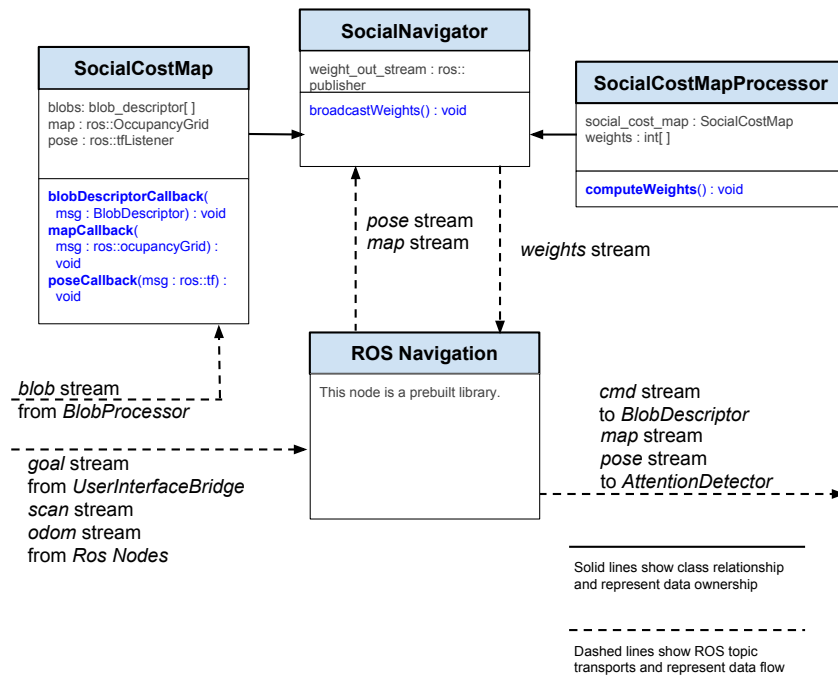 SocialCostMap
blobs: blob_descriptor[ ]
map : ros::OccupancyGrid
pose : ros::tfListener
blobDescriptorCallback(
msg : BlobDescriptor) : void
mapCallback(
msg : ros::ocupancyGrid) :
void
poseCallback(msg : ros::tf) :
void
SocialNavigator
weight_out_stream : ros::
publisher
broadcastWeights() : void
SocialCostMapProcessor
social_cost_map : SocialCostMap
weights : int[ ]
computeWeights() : void
pose stream
map stream
weights stream
ROS Navigation
This node is a prebuilt library.
blob stream
from BlobProcessor
goal stream
from UserInterfaceBridge
scan stream
odom stream
from Ros Nodes
cmd stream
to BlobDescriptor
map stream
pose stream
to AttentionDetector
Solid lines show class relationship
and represent data ownership
Dashed lines show ROS topic
transports and represent data flow